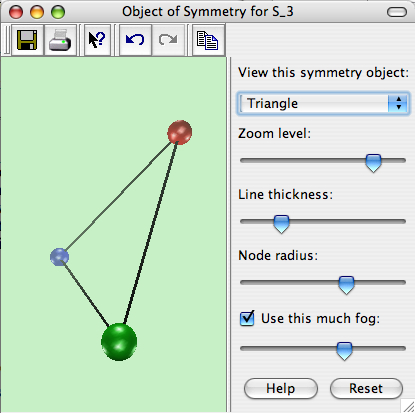 Object of Symmetry for S_3
View this symmetry object:
Triangle
Zoom level:
Line thickness:
Node radius:
Use this much fog:
Help
Reset